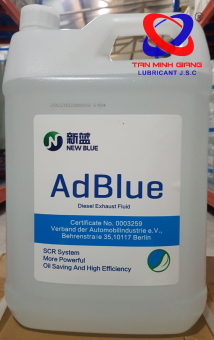 TAN MINH GIANG
LUBRICANT J.S.C
新蓝
NEW BLUE
AdBlue
Diesel Exhaust Fluid
Certificate No. 0003259
Verband der Automobilindustrie e.V.,
Behrenstraße 35,10117 Berlin
SCR System
More Powerful
Oil Saving And High Efficiency